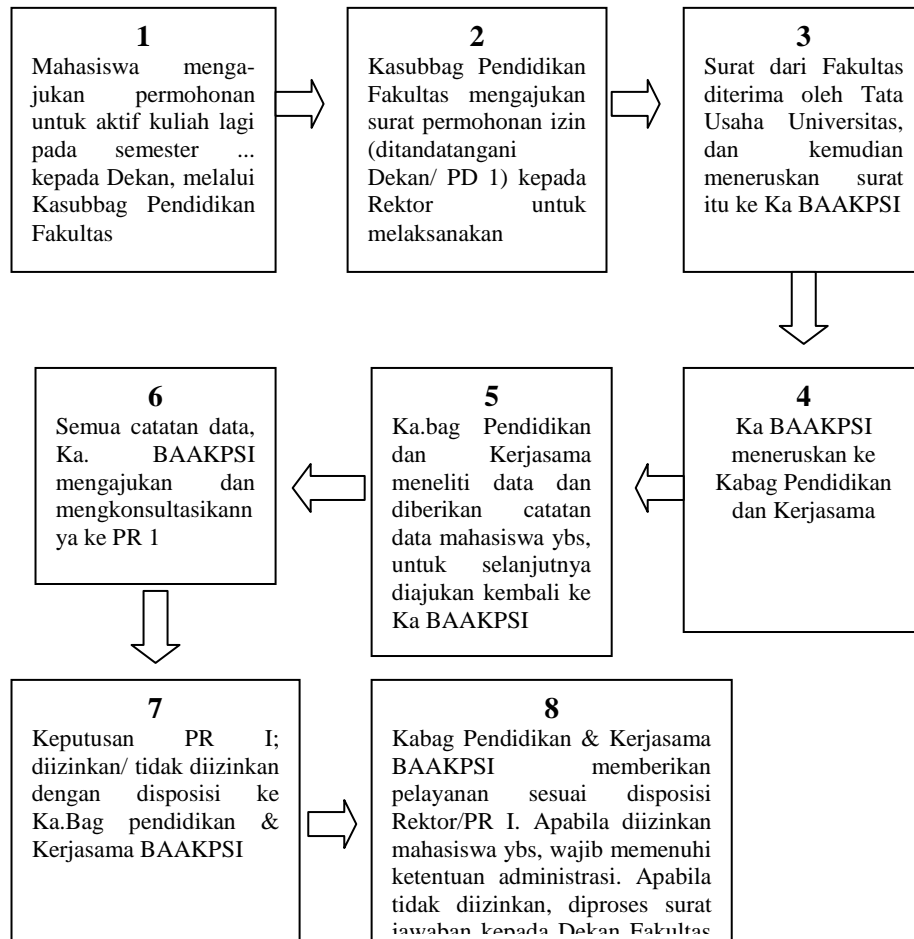 1
Mahasiswa menga-
jukan permohonan
untuk aktif kuliah lagi
pada semester ...
kepada Dekan, melalui
Kasubbag Pendidikan
Fakultas
2
Kasubbag Pendidikan
Fakultas mengajukan
surat permohonan izin
(ditandatangani
Dekan/ PD 1) kepada
Rektor untuk
melaksanakan
3
Surat dari Fakultas
diterima oleh Tata
Usaha Universitas,
dan kemudian
meneruskan surat
itu ke Ka BAAKPSI
4
Ka BAAKPSI
meneruskan ke
Kabag Pendidikan
dan Kerjasama
5
Ka.bag Pendidikan
dan Kerjasama
meneliti data dan
diberikan catatan
data mahasiswa ybs,
untuk selanjutnya
diajukan kembali ke
Ka BAAKPSI
6
Semua catatan data,
Ka. BAAKPSI
mengajukan dan
mengkonsultasikann
ya ke PR 1
7
Keputusan PR I;
diizinkan/ tidak diizinkan
dengan disposisi ke
Ka.Bag pendidikan &
Kerjasama BAAKPSI
8
Kabag Pendidikan & Kerjasama
BAAKPSI memberikan
pelayanan sesuai disposisi
Rektor/PR I. Apabila diizinkan
mahasiswa ybs, wajib memenuhi
ketentuan administrasi. Apabila
tidak diizinkan, diproses surat
jawaban kepada Dekan Fakultas